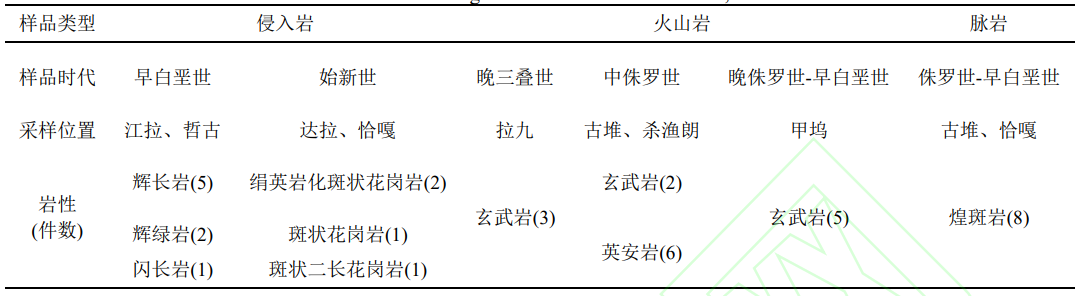 样品类型 侵入岩 火山岩 脉岩
样品时代 早白垩世 始新世 晚三叠世 中侏罗世 晚侏罗世-早白垩世 侏罗世-早白垩世
采样位置 江拉、哲古 达拉、恰嘎 拉九 古堆、杀渔朗 甲坞 古堆、恰嘎
岩性
(件数)
辉长岩(5) 绢英岩化斑状花岗岩(2) 玄武岩(2)
玄武岩(3) 玄武岩(5) 煌斑岩(8)
辉绿岩(2) 斑状花岗岩(1)
英安岩(6)
闪长岩(1) 斑状二长花岗岩(1)